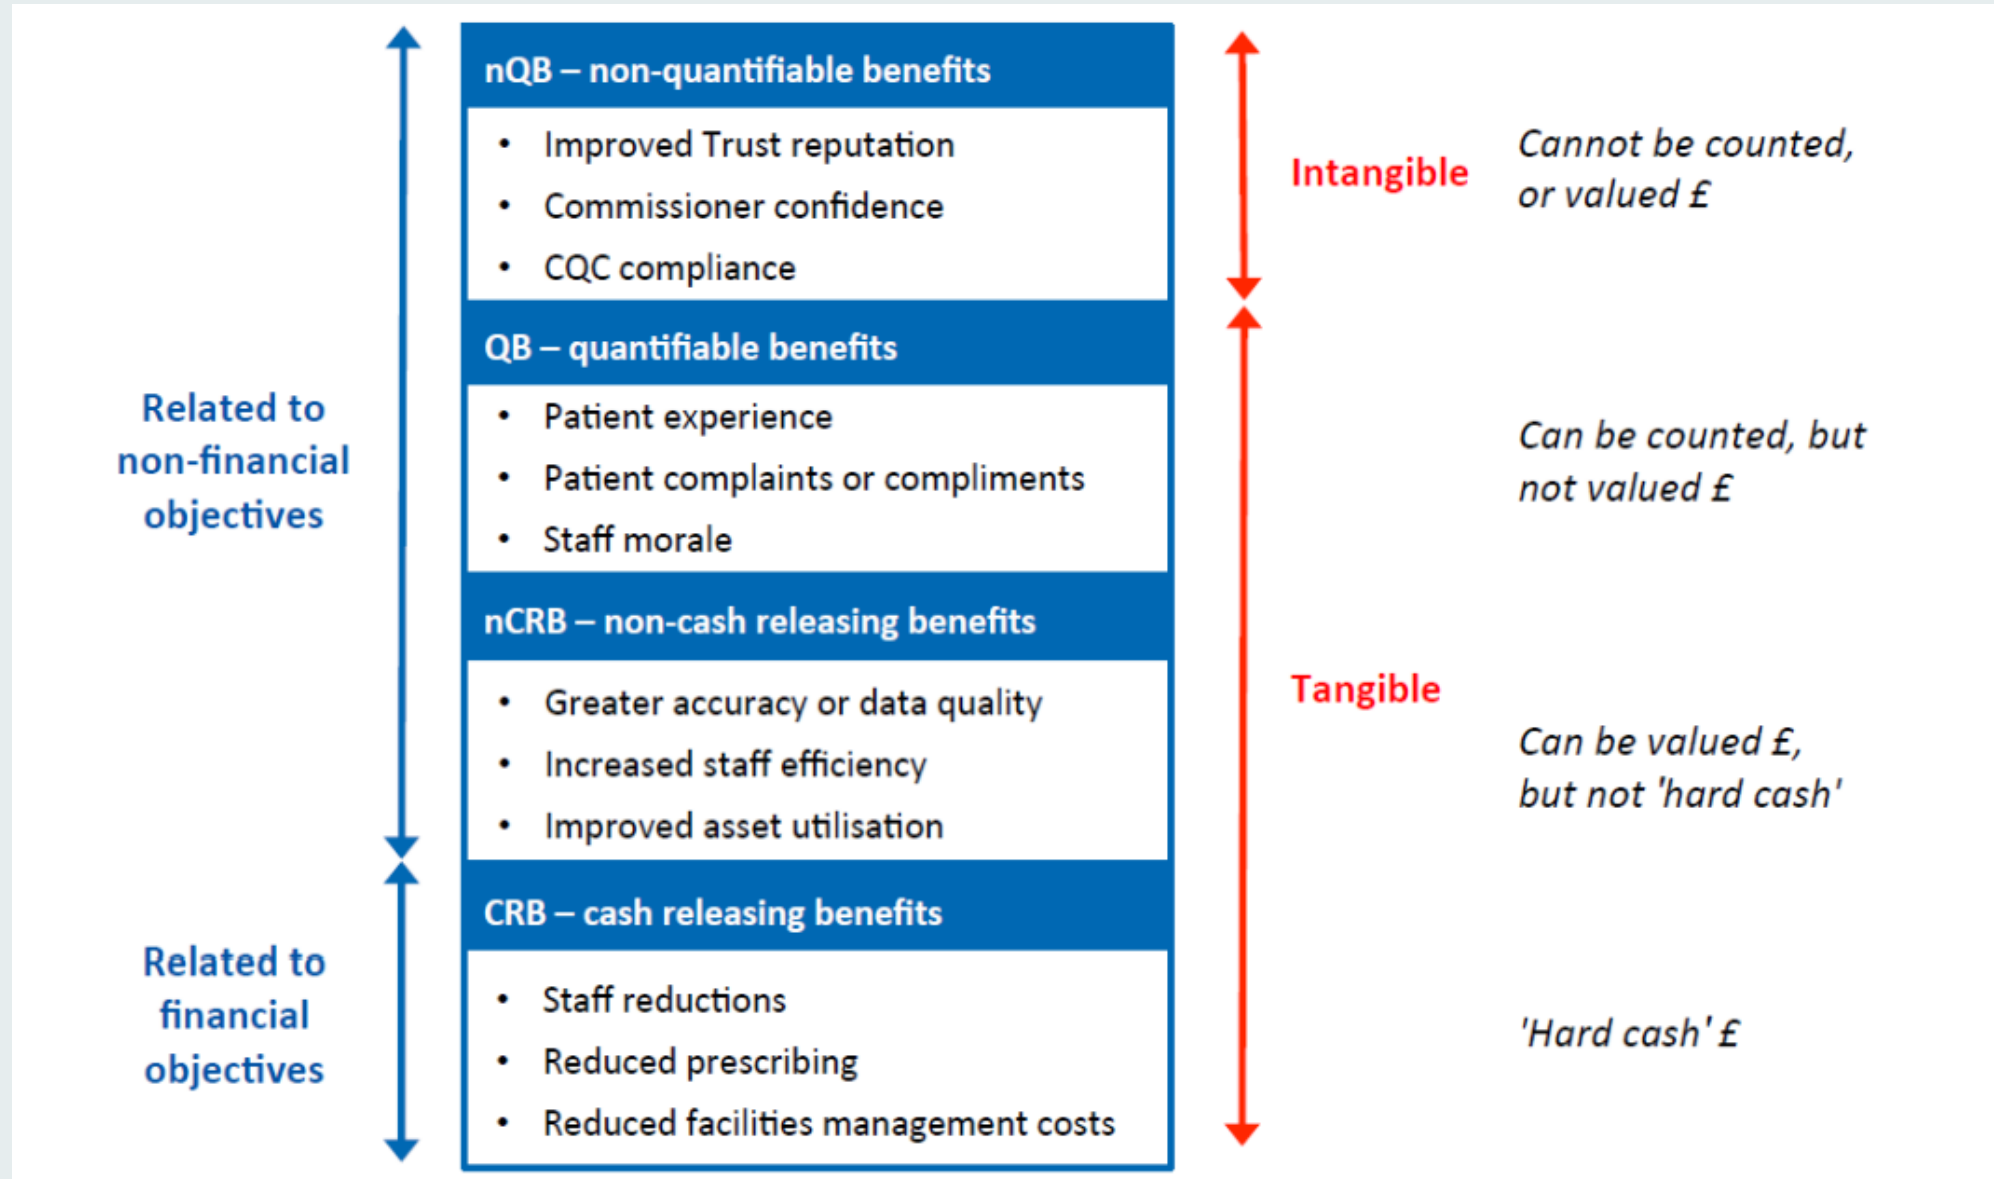 nQB – non-quantifiable benefits
• Improved Trust reputation
• Commissioner confidence
• CQC compliance
Intangible
Cannot be counted,
or valued £
QB – quantifiable benefits
• Patient experience
• Patient complaints or compliments
• Staff morale
Can be counted, but
not valued £
Related to
non-financial
objectives
nCRB – non-cash releasing benefits
• Greater accuracy or data quality
• Increased staff efficiency
• Improved asset utilisation
Tangible
Can be valued £,
but not 'hard cash'
CRB – cash releasing benefits
• Staff reductions
• Reduced prescribing
• Reduced facilities management costs
Related to
financial
objectives
'Hard cash' £